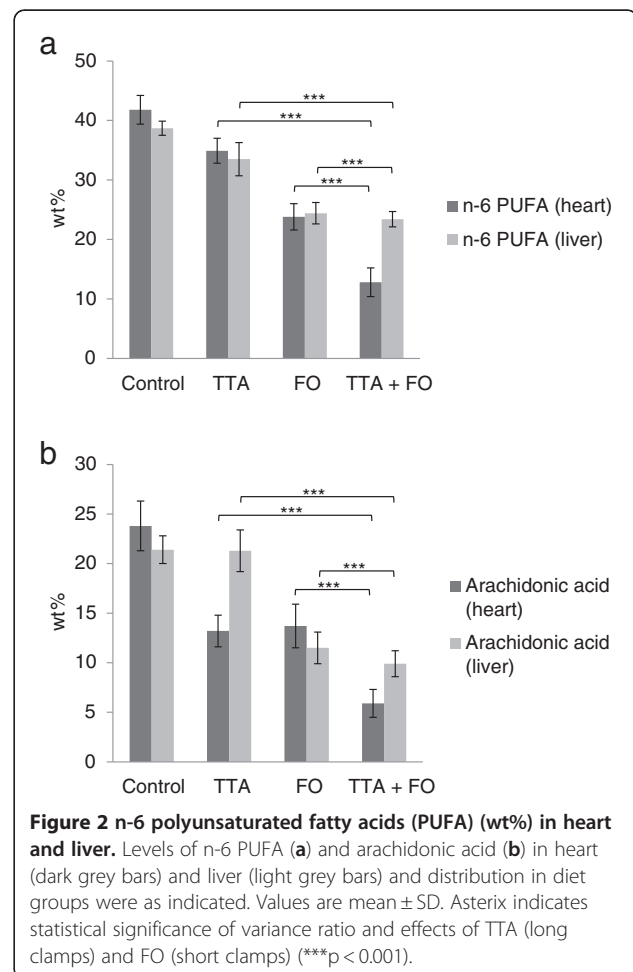 a
50
40
30
20
10
0
wt%
***
***
***
***
Control TTA FO TTA + FO
n-6 PUFA (heart)
n-6 PUFA (liver)
b
30
25
20
15
10
5
0
wt%
***
***
***
***
Control TTA FO TTA + FO
Arachidonic acid
(heart)
Arachidonic acid
(liver)
Figure 2 n-6 polyunsaturated fatty acids (PUFA) (wt%) in heart
and liver. Levels of n-6 PUFA (a) and arachidonic acid (b) in heart
(dark grey bars) and liver (light grey bars) and distribution in diet
groups were as indicated. Values are mean ± SD. Asterix indicates
statistical significance of variance ratio and effects of TTA (long
clamps) and FO (short clamps) (***p < 0.001).